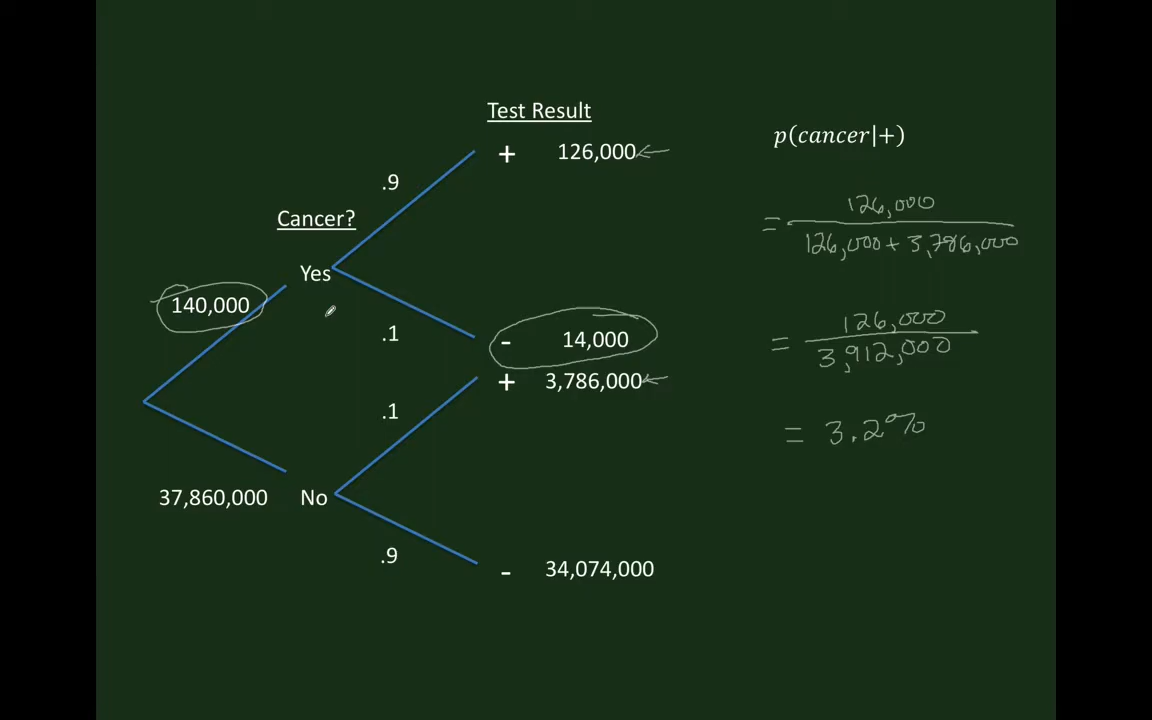 Test Result
+ 126,000
p(cancer|+)
.9
126,000
Cancer?
= 126,000 + 3,786,000
Yes
140,000
.1
- 14,000
126,000
= 3,912,000
+ 3,786,000
.1
= 3.2%
37,860,000 No
.9
- 34,074,000